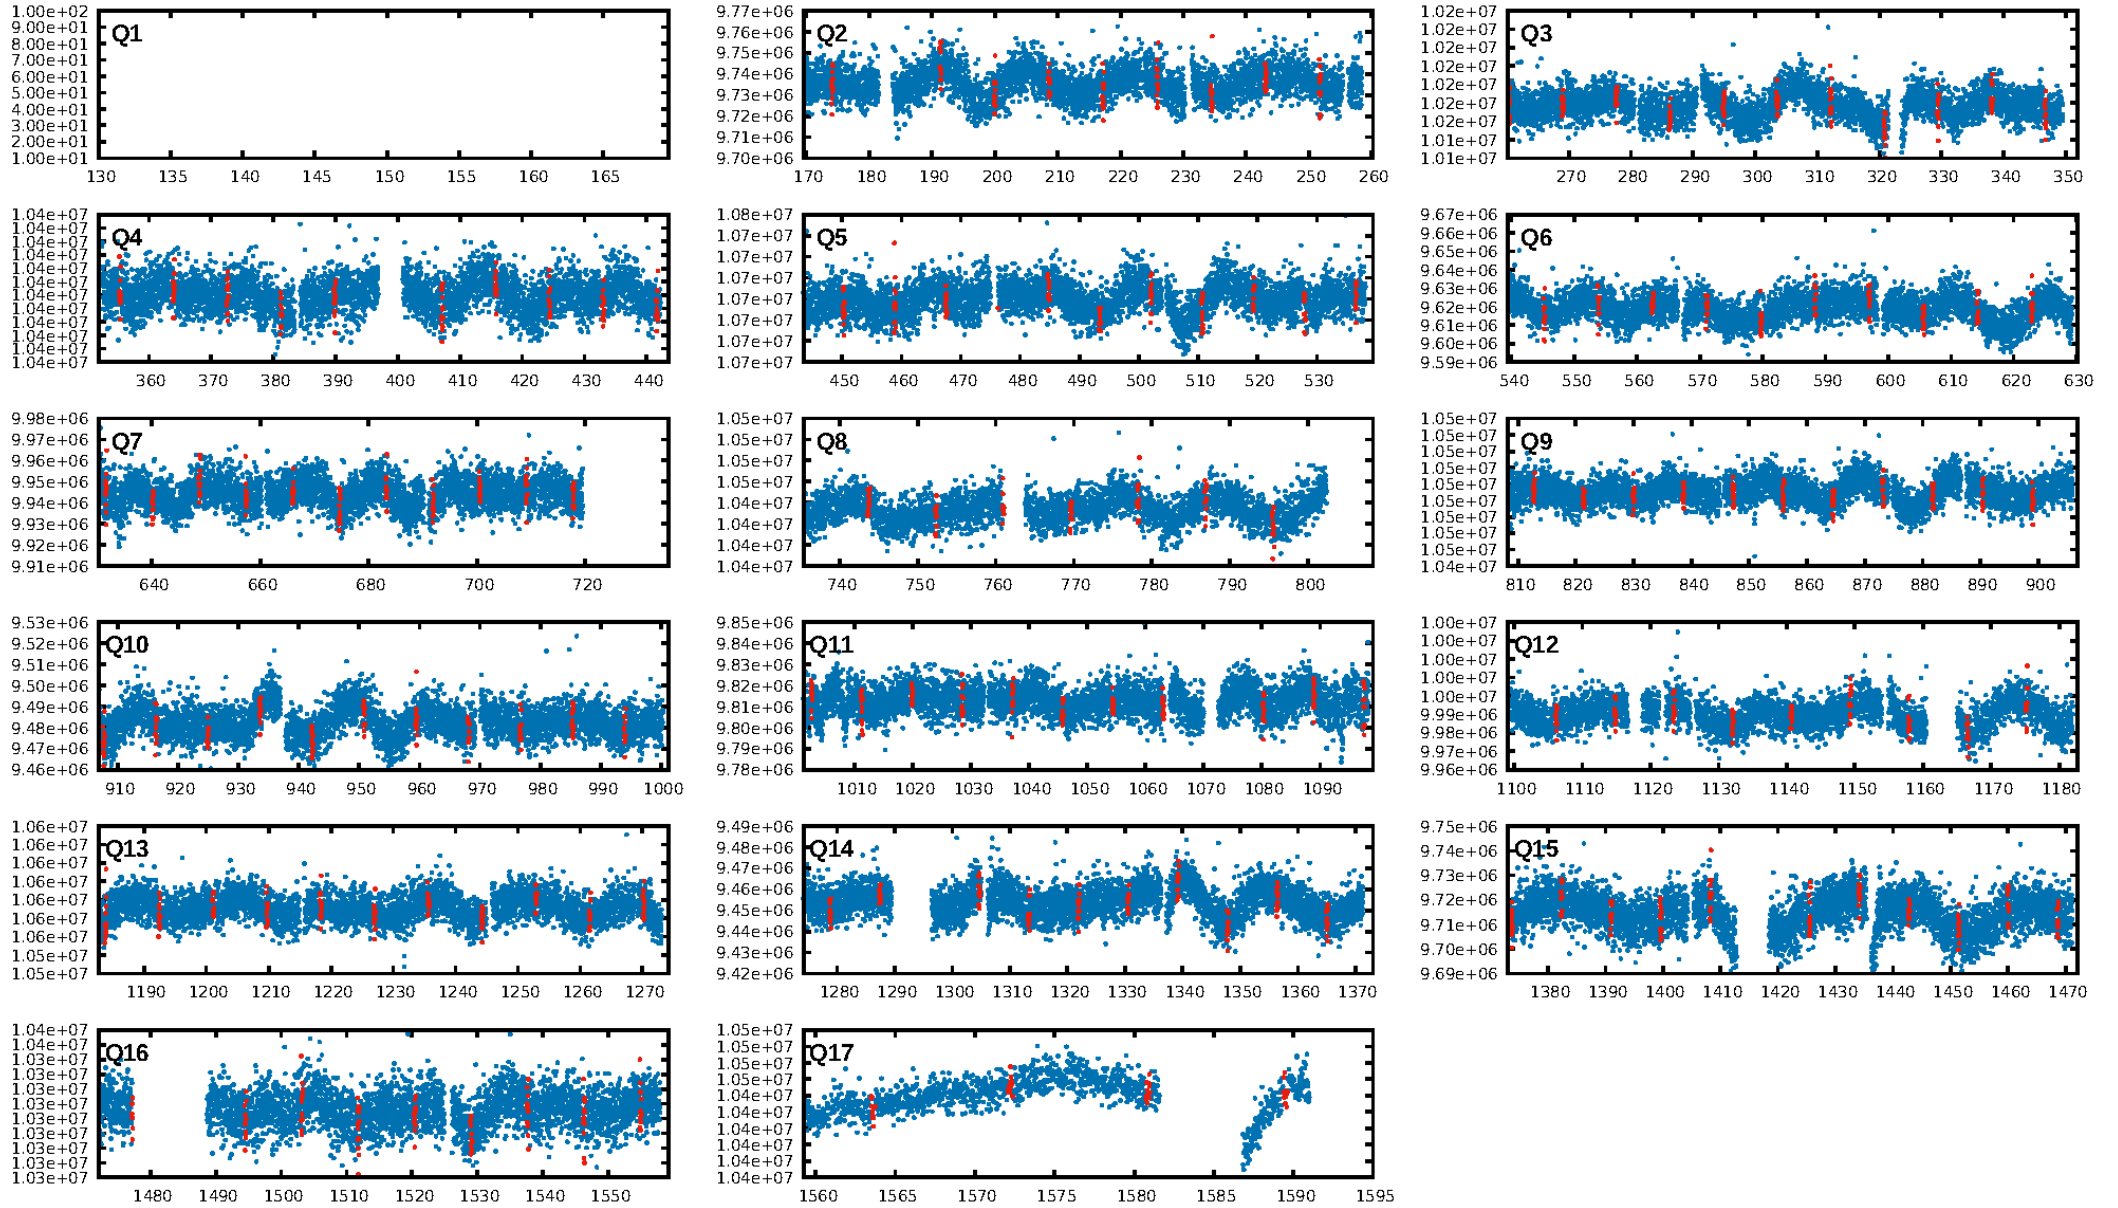 Q1
1.00e+02
9.00e+01
8.00e+01
7.00e+01
6.00e+01
5.00e+01
4.00e+01
3.00e+01
2.00e+01
1.00e+01
130 135 140 145 150 155 160 165
Q2
9.77e+06
9.76e+06
9.75e+06
9.74e+06
9.73e+06
9.72e+06
9.71e+06
9.70e+06
170 180 190 200 210 220 230 240 250 260
Q3
1.02e+07
1.02e+07
1.02e+07
1.02e+07
1.02e+07
1.02e+07
1.02e+07
1.01e+07
1.01e+07
270 280 290 300 310 320 330 340 350
Q4
1.04e+07
1.04e+07
1.04e+07
1.04e+07
1.04e+07
1.04e+07
1.04e+07
1.04e+07
1.04e+07
1.04e+07
1.04e+07
1.04e+07
360 370 380 390 400 410 420 430 440
Q5
1.08e+07
1.07e+07
1.07e+07
1.07e+07
1.07e+07
1.07e+07
1.07e+07
1.07e+07
450 460 470 480 490 500 510 520 530
Q6
9.67e+06
9.66e+06
9.65e+06
9.64e+06
9.62e+06
9.61e+06
9.60e+06
9.59e+06
540 550 560 570 580 590 600 610 620 630
Q7
9.98e+06
9.97e+06
9.96e+06
9.95e+06
9.94e+06
9.93e+06
9.92e+06
9.91e+06
640 660 680 700 720
Q8
1.05e+07
1.05e+07
1.05e+07
1.05e+07
1.04e+07
1.04e+07
1.04e+07
1.04e+07
740 750 760 770 780 790 800
Q9
1.05e+07
1.05e+07
1.05e+07
1.05e+07
1.05e+07
1.05e+07
1.05e+07
1.05e+07
1.05e+07
1.04e+07
810 820 830 840 850 860 870 880 890 900
Q10
9.53e+06
9.52e+06
9.51e+06
9.50e+06
9.49e+06
9.48e+06
9.47e+06
9.46e+06
910 920 930 940 950 960 970 980 990 1000
Q11
9.85e+06
9.84e+06
9.83e+06
9.82e+06
9.81e+06
9.80e+06
9.79e+06
9.78e+06
1010 1020 1030 1040 1050 1060 1070 1080 1090
Q12
1.00e+07
1.00e+07
1.00e+07
1.00e+07
1.00e+07
9.99e+06
9.98e+06
9.97e+06
9.96e+06
1100 1110 1120 1130 1140 1150 1160 1170 1180
Q13
1.06e+07
1.06e+07
1.06e+07
1.06e+07
1.06e+07
1.06e+07
1.06e+07
1.05e+07
1.05e+07
1190 1200 1210 1220 1230 1240 1250 1260 1270
Q14
9.49e+06
9.48e+06
9.47e+06
9.46e+06
9.45e+06
9.44e+06
9.43e+06
9.42e+06
1280 1290 1300 1310 1320 1330 1340 1350 1360 1370
Q15
9.75e+06
9.74e+06
9.73e+06
9.72e+06
9.71e+06
9.70e+06
9.69e+06
1380 1390 1400 1410 1420 1430 1440 1450 1460 1470
Q16
1.04e+07
1.04e+07
1.03e+07
1.03e+07
1.03e+07
1.03e+07
1.03e+07
1.03e+07
1.03e+07
1.03e+07
1.03e+07
1480 1490 1500 1510 1520 1530 1540 1550
Q17
1.05e+07
1.05e+07
1.05e+07
1.05e+07
1.05e+07
1.04e+07
1.04e+07
1.04e+07
1.04e+07
1.04e+07
1560 1565 1570 1575 1580 1585 1590 1595